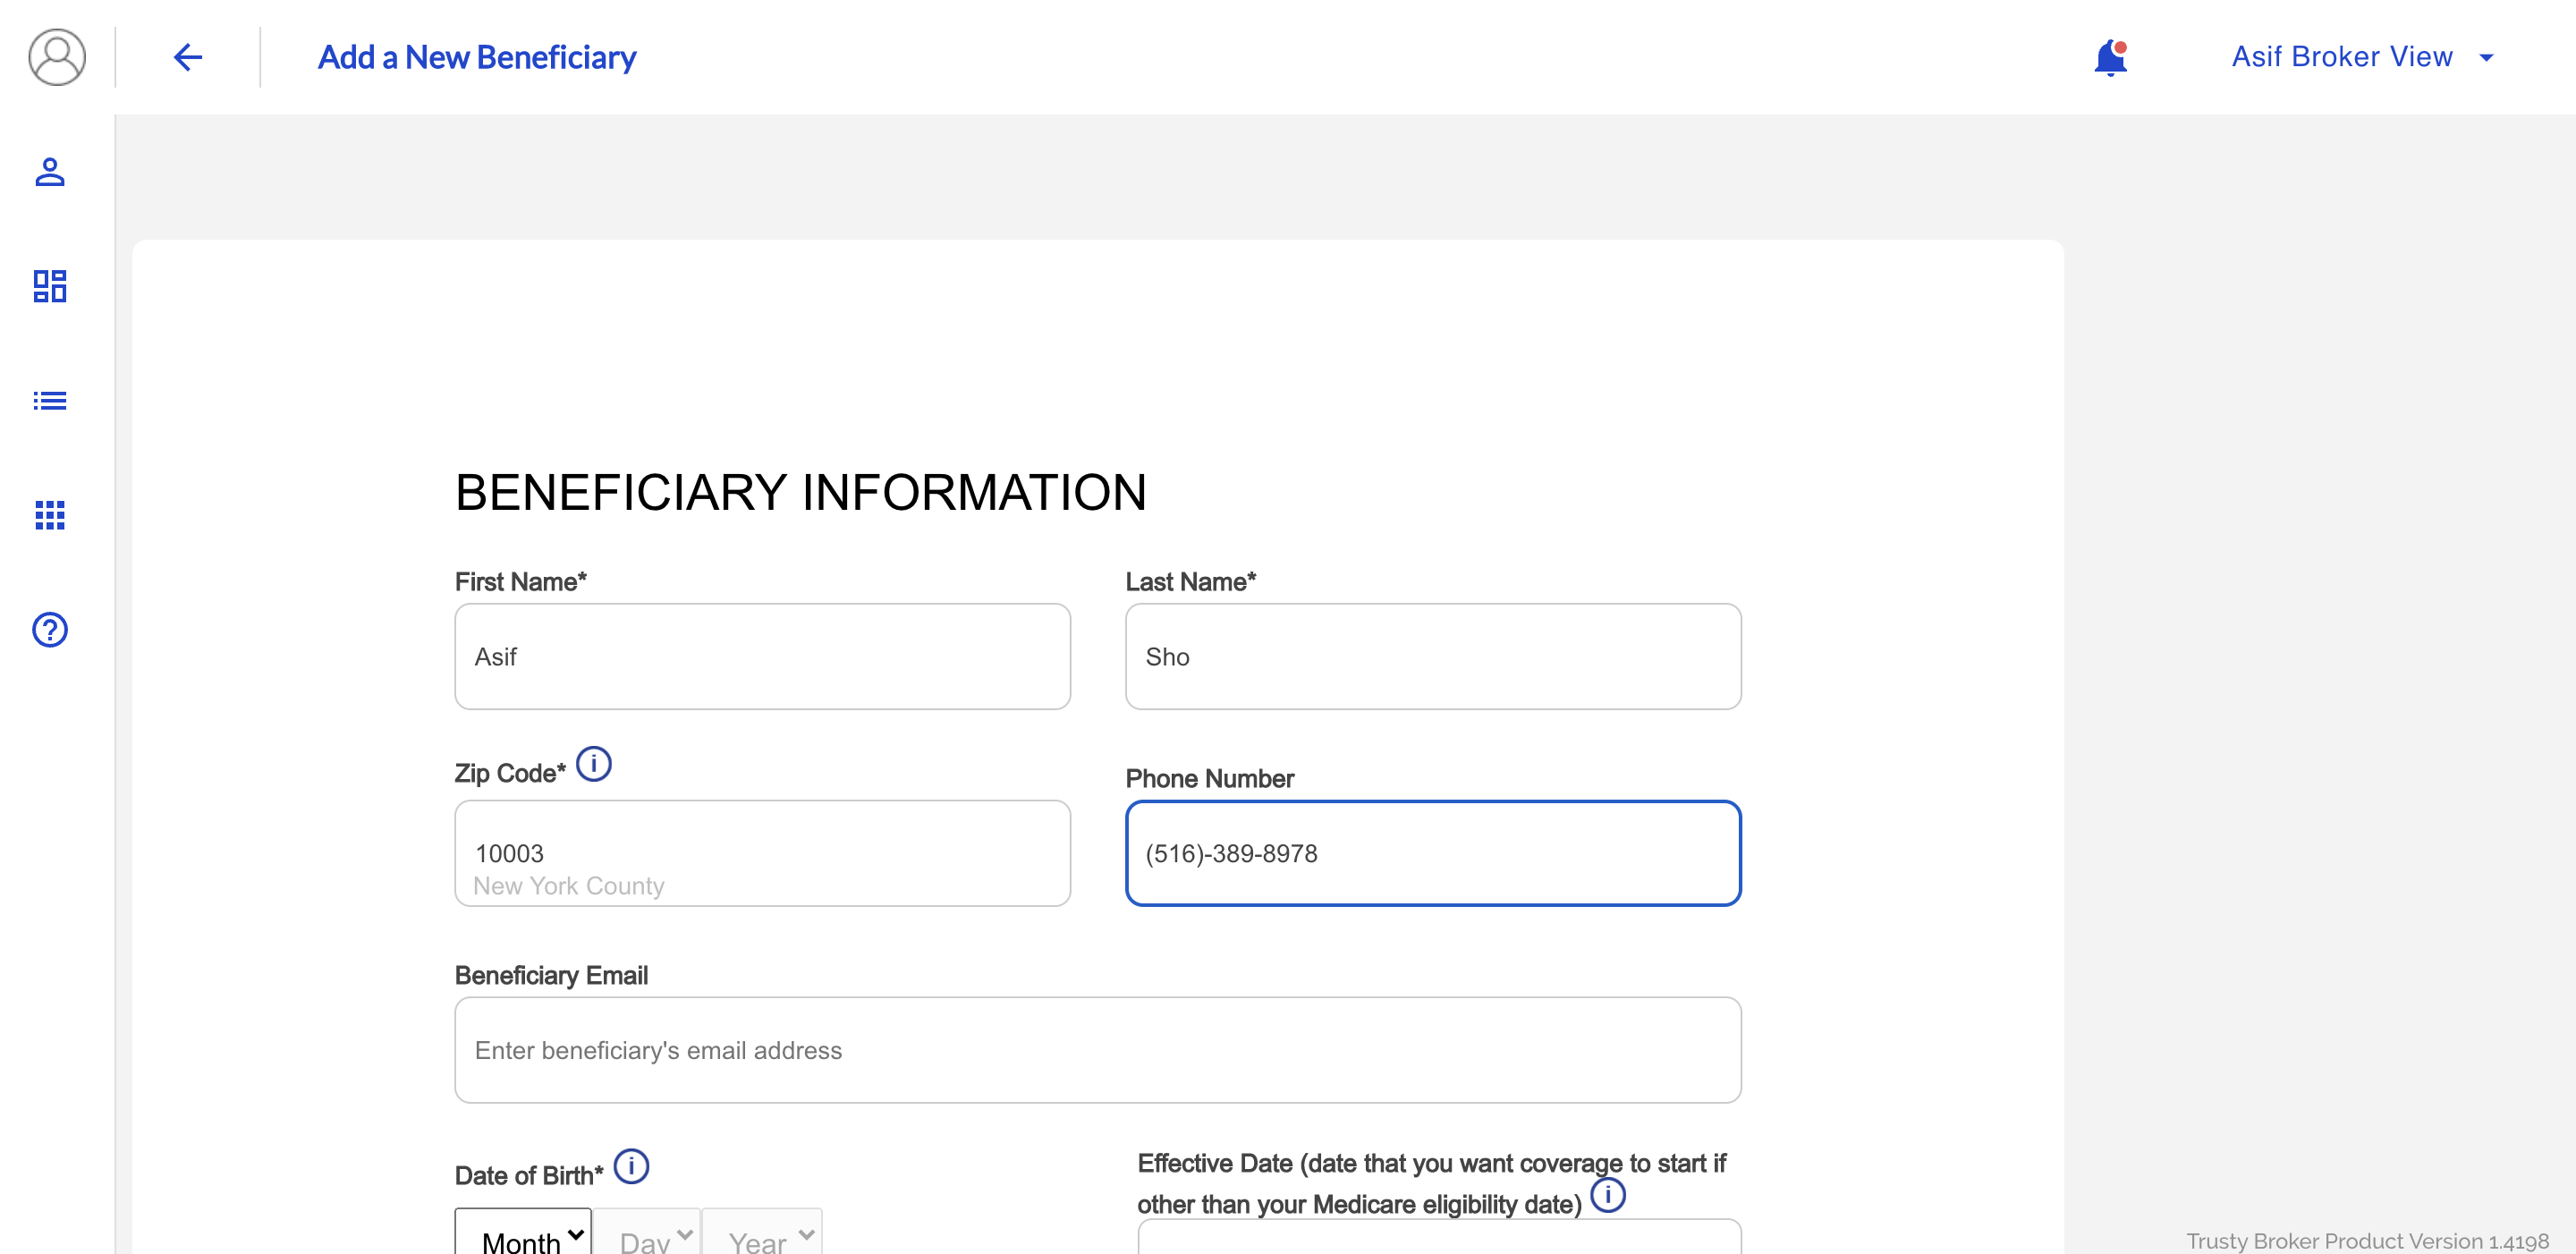 Add a New Beneficiary
Asif Broker View
BENEFICIARY INFORMATION
First Name*
Last Name*
Asif
Sho
Zip Code* i
Phone Number
10003
New York County
(516)-389-8978
Beneficiary Email
Enter beneficiary's email address
Date of Birth* i
Effective Date (date that you want coverage to start if
other than your Medicare eligibility date) i
Month Day Year
Trusty Broker Product Version 1.4198